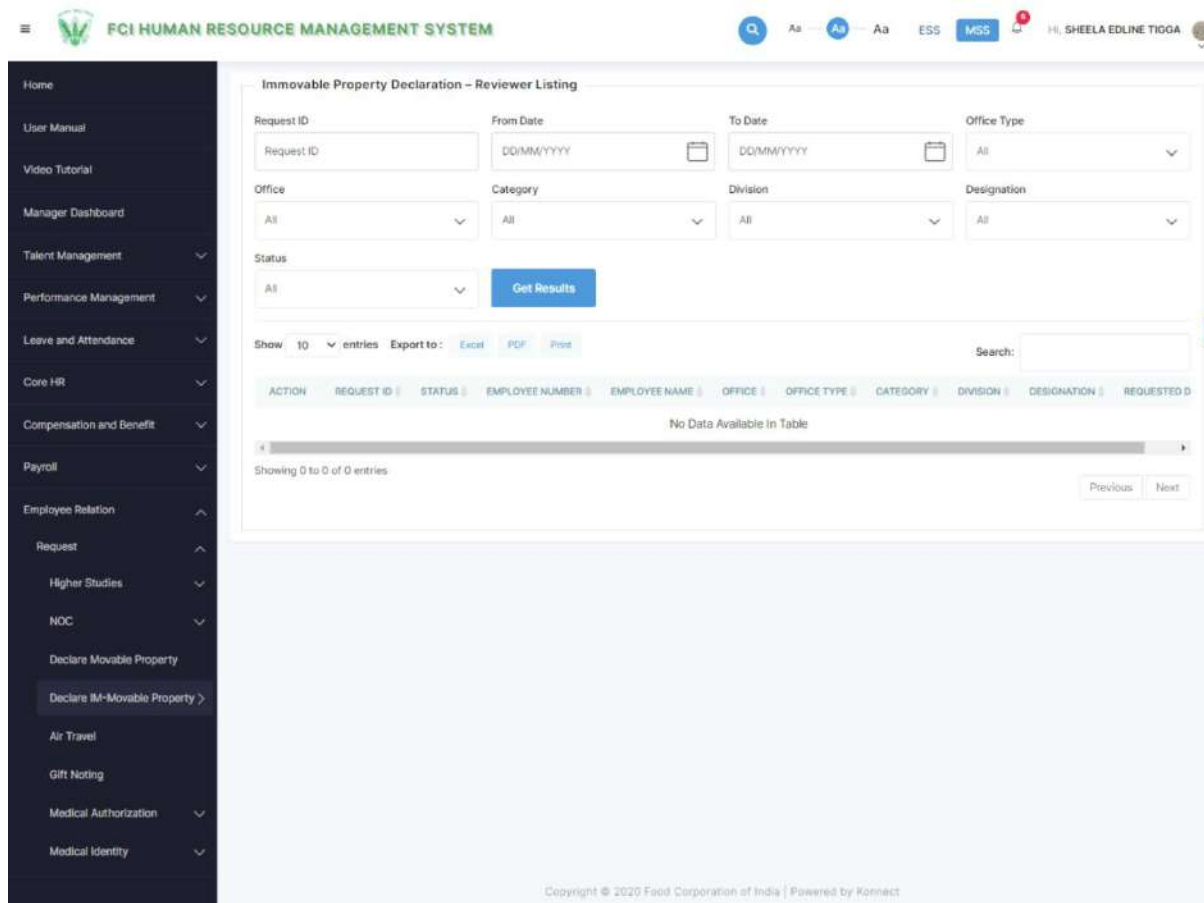 FCI HUMAN RESOURCE MANAGEMENT SYSTEM
Aa Aa Aa ESS MSS HI, SHEELA EDLINE TIGGA
Home
User Manual
Video Tutorial
Manager Dashboard
Talent Management
Performance Management
Leave and Attendance
Core HR
Compensation and Benefit
Payroll
Employee Relation
Request
Higher Studies
NOC
Declare Movable Property
Declare IM-Movable Property
Air Travel
Gift Noting
Medical Authorization
Medical Identity
Immovable Property Declaration – Reviewer Listing
Request ID From Date To Date Office Type
Request ID DD/MM/YYYY DD/MM/YYYY All
Office Category Division Designation
All All All All
Status
All Get Results
Show 10 entries Export to : Excel PDF Print
Search:
ACTION REQUEST ID STATUS EMPLOYEE NUMBER EMPLOYEE NAME OFFICE OFFICE TYPE CATEGORY DIVISION DESIGNATION REQUESTED D
No Data Available In Table
Showing 0 to 0 of 0 entries
Previous Next
Copyright © 2020 Food Corporation of India | Powered by Konnect